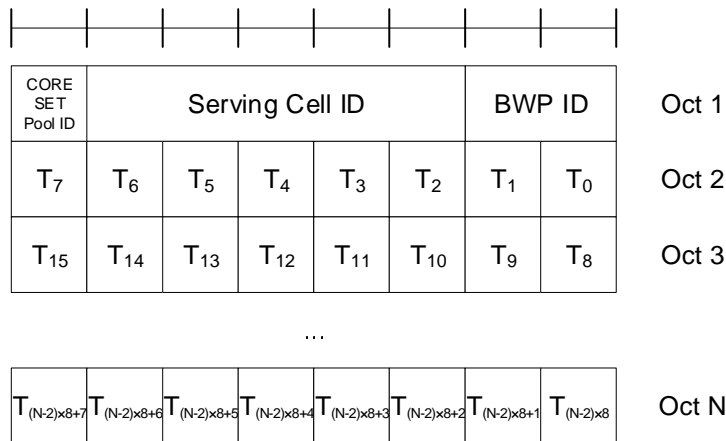 CORE SET Pool ID Serving Cell ID BWP ID Oct 1
T7 T6 T5 T4 T3 T2 T1 T0 Oct 2
T15 T14 T13 T12 T11 T10 T9 T8 Oct 3
...
T(N-2)×8+7 T(N-2)×8+6 T(N-2)×8+5 T(N-2)×8+4 T(N-2)×8+3 T(N-2)×8+2 T(N-2)×8+1 T(N-2)×8 Oct N